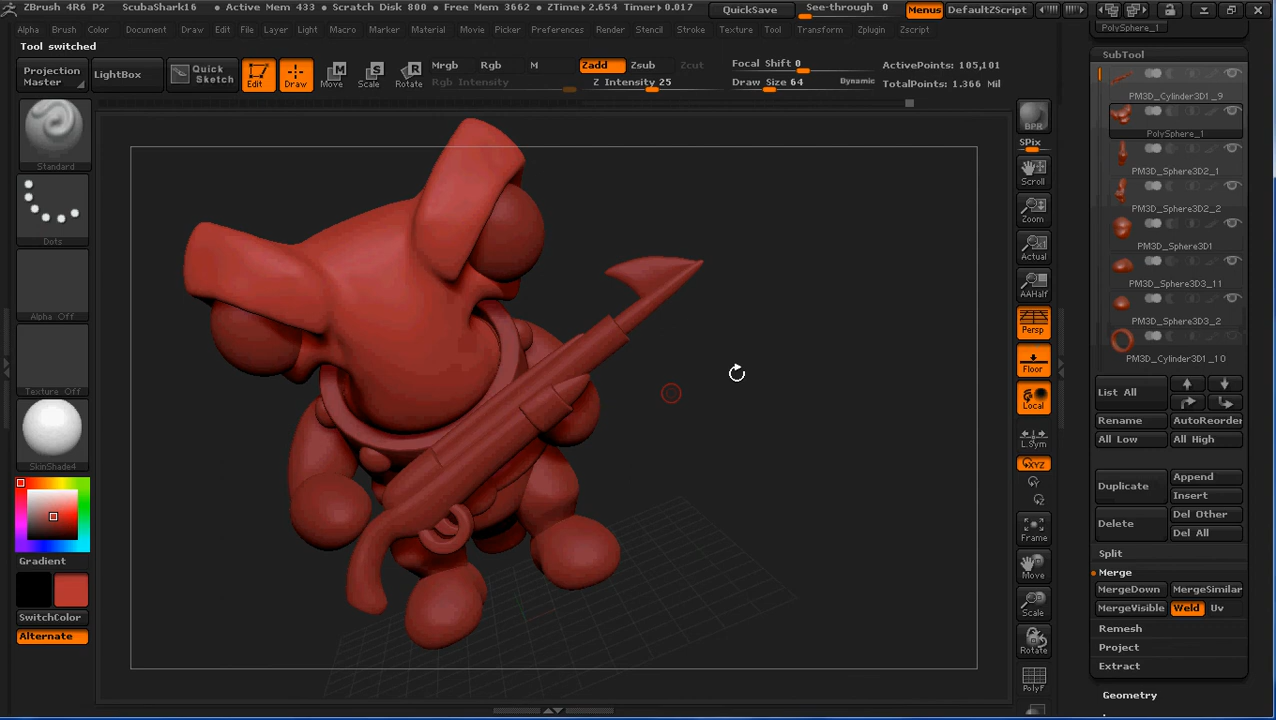 ZBrush 4R6 P2 ScubaShark16 • Active Mem 433 • Scratch Disk 800 • Free Mem 3662 • ZTime▸2.654 Timer▸0.017 QuickSave See-through 0 Menus DefaultZScript
Alpha Brush Color Document Draw Edit File Layer Light Macro Marker Material Movie Picker Preferences Render Stencil Stroke Texture Tool Transform Zplugin Zscript
Tool switched
Projection Master
LightBox
Quick Sketch
Edit
Draw
Move
Scale
Rotate
Mrgb Rgb M
Rgb Intensity
Zadd Zsub Zcut
Z Intensity 25
Focal Shift 0
Draw Size 64 Dynamic
ActivePoints: 105,101
TotalPoints: 1.366 Mil
Standard
Dots
Alpha Off
Texture Off
SkinShade4
Gradient
SwitchColor
Alternate
BPR
SPix
Scroll
Zoom
Actual
AAHalf
Persp
Floor
Local
L.Sym
XYZ
Frame
Move
Scale
Rotate
PolyF
PolySphere_1
SubTool
PM3D_Cylinder3D1_9
PolySphere_1
PM3D_Sphere3D2_1
PM3D_Sphere3D2_2
PM3D_Sphere3D1
PM3D_Sphere3D3_11
PM3D_Sphere3D3_2
PM3D_Cylinder3D1_10
List All
Rename AutoReorder
All Low All High
Duplicate Append
Insert
Delete Del Other
Del All
Split
Merge
MergeDown MergeSimilar
MergeVisible Weld Uv
Remesh
Project
Extract
Geometry